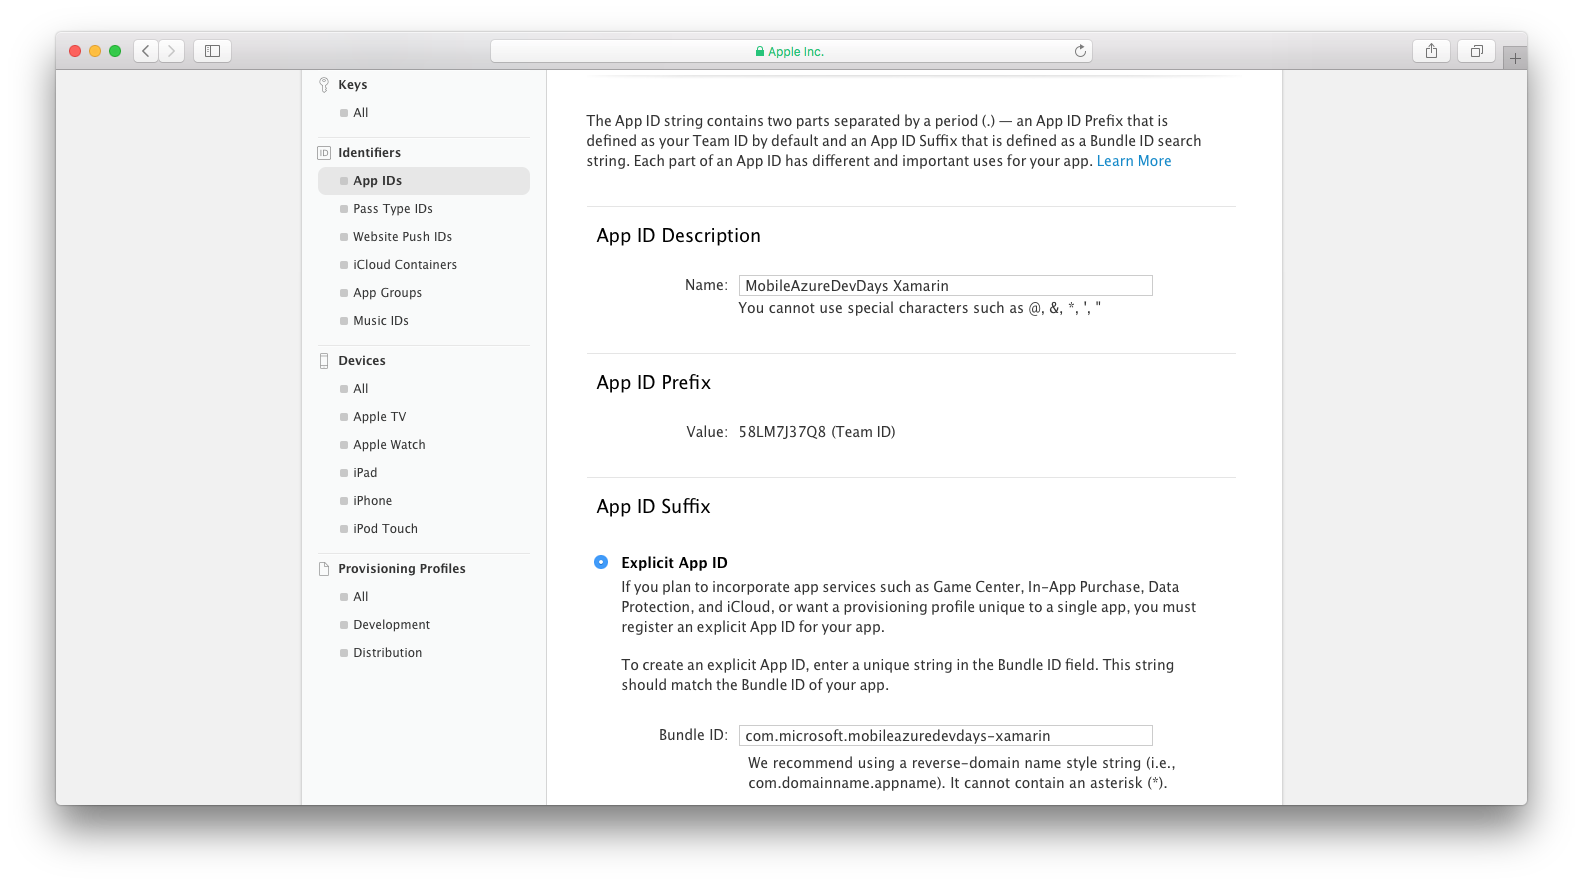 Apple Inc.
Keys
All
ID Identifiers
App IDs
Pass Type IDs
Website Push IDs
iCloud Containers
App Groups
Music IDs
Devices
All
Apple TV
Apple Watch
iPad
iPhone
iPod Touch
Provisioning Profiles
All
Development
Distribution
The App ID string contains two parts separated by a period (.) — an App ID Prefix that is
defined as your Team ID by default and an App ID Suffix that is defined as a Bundle ID search
string. Each part of an App ID has different and important uses for your app. Learn More
App ID Description
Name: MobileAzureDevDays Xamarin
You cannot use special characters such as @, &, *, ', "
App ID Prefix
Value: 58LM7J37Q8 (Team ID)
App ID Suffix
Explicit App ID
If you plan to incorporate app services such as Game Center, In-App Purchase, Data
Protection, and iCloud, or want a provisioning profile unique to a single app, you must
register an explicit App ID for your app.
To create an explicit App ID, enter a unique string in the Bundle ID field. This string
should match the Bundle ID of your app.
Bundle ID: com.microsoft.mobileazuredevdays-xamarin
We recommend using a reverse-domain name style string (i.e.,
com.domainname.appname). It cannot contain an asterisk (*).